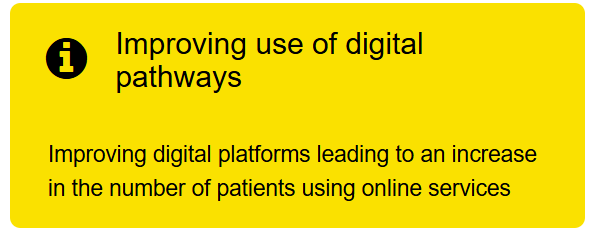 Improving use of digital
pathways
Improving digital platforms leading to an increase
in the number of patients using online services